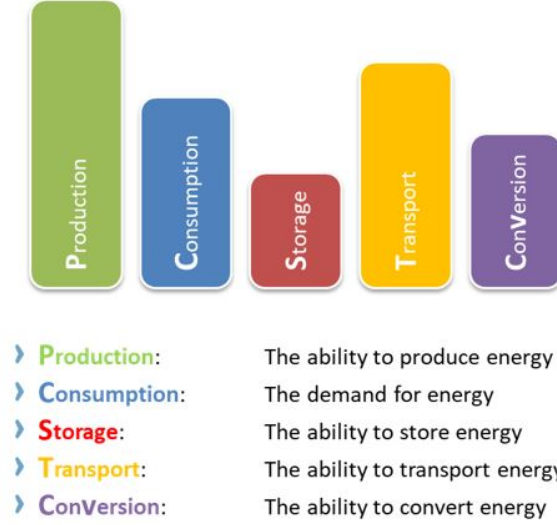 Production
Consumption
Storage
Transport
ConVersion
Production: The ability to produce energy
Consumption: The demand for energy
Storage: The ability to store energy
Transport: The ability to transport energy
ConVersion: The ability to convert energy